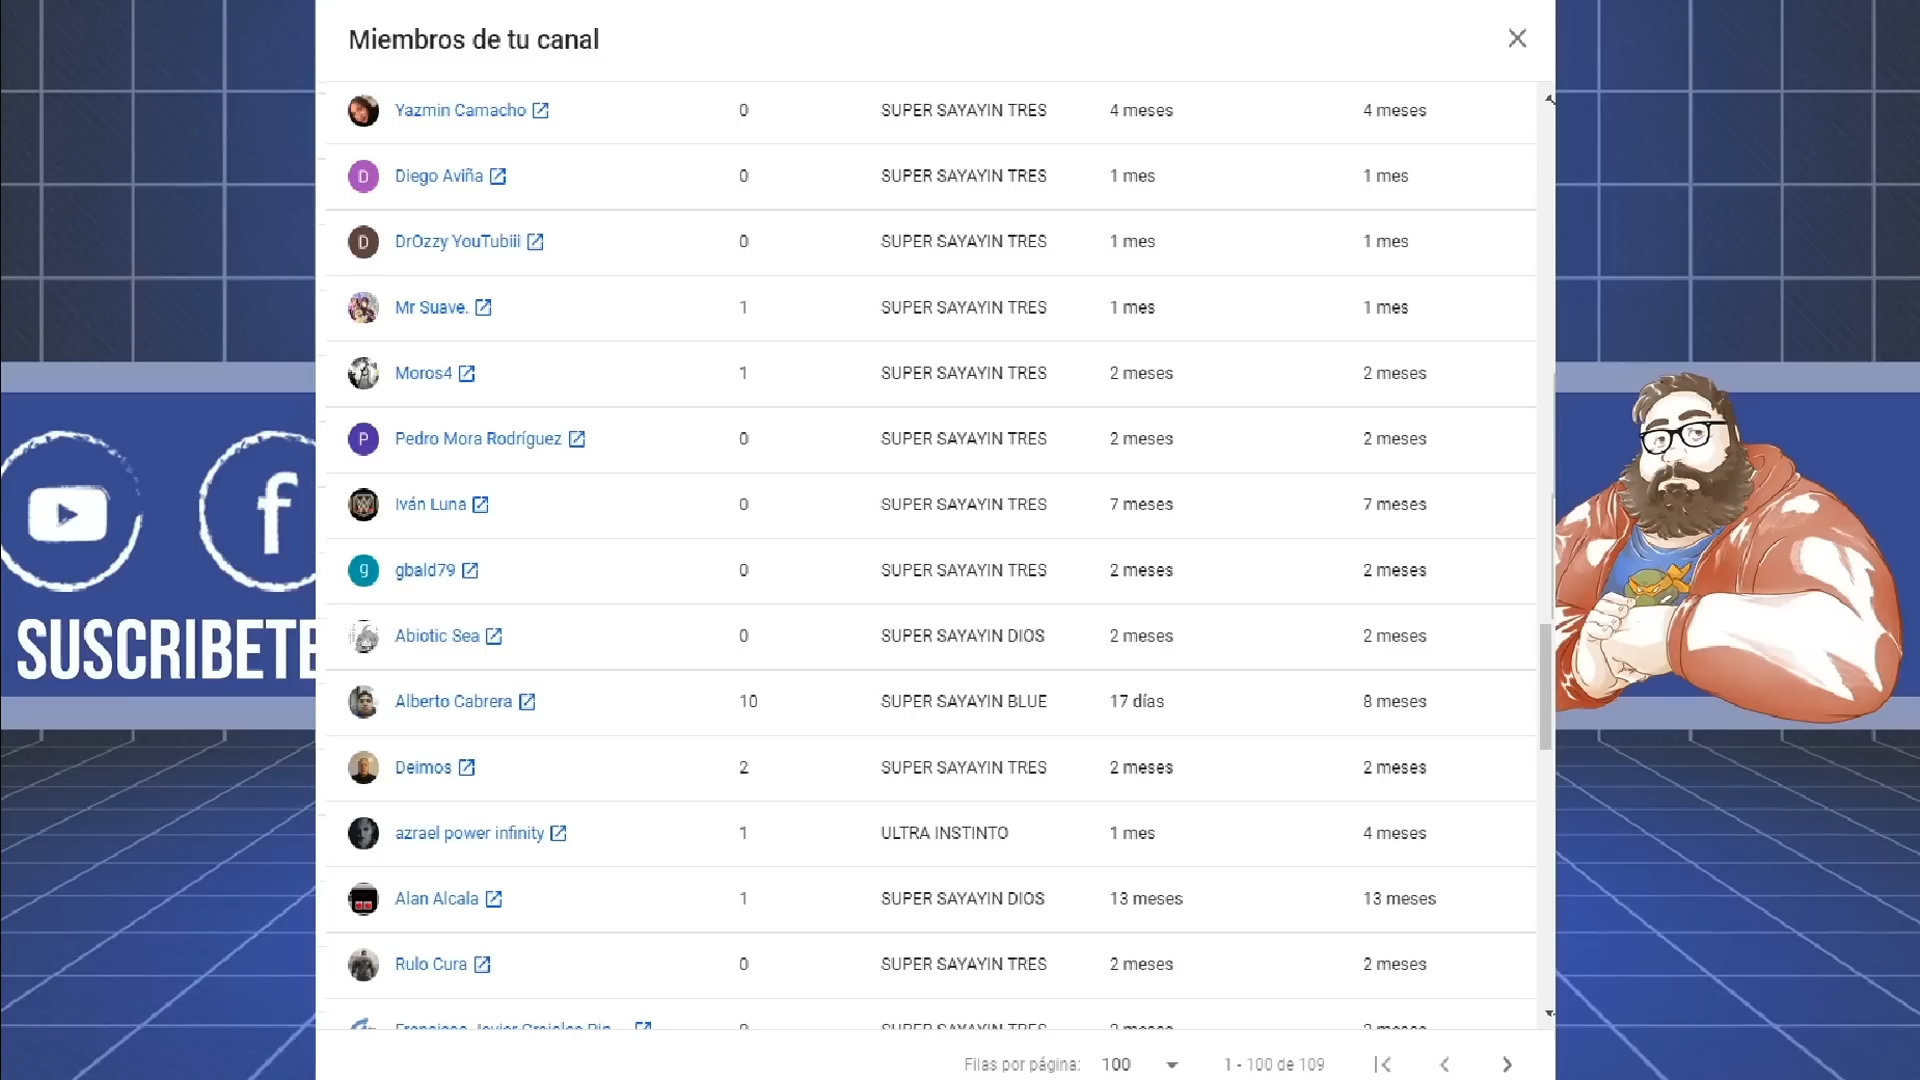 Miembros de tu canal
Yazmin Camacho 0 SUPER SAYAYIN TRES 4 meses 4 meses
D Diego Aviña 0 SUPER SAYAYIN TRES 1 mes 1 mes
D DrOzzy YouTubiii 0 SUPER SAYAYIN TRES 1 mes 1 mes
Mr Suave. 1 SUPER SAYAYIN TRES 1 mes 1 mes
Moros4 1 SUPER SAYAYIN TRES 2 meses 2 meses
P Pedro Mora Rodríguez 0 SUPER SAYAYIN TRES 2 meses 2 meses
Iván Luna 0 SUPER SAYAYIN TRES 7 meses 7 meses
g gbald79 0 SUPER SAYAYIN TRES 2 meses 2 meses
Abiotic Sea 0 SUPER SAYAYIN DIOS 2 meses 2 meses
SUSCRIBETE
Alberto Cabrera 10 SUPER SAYAYIN BLUE 17 días 8 meses
Deimos 2 SUPER SAYAYIN TRES 2 meses 2 meses
azrael power infinity 1 ULTRA INSTINTO 1 mes 4 meses
Alan Alcala 1 SUPER SAYAYIN DIOS 13 meses 13 meses
Rulo Cura 0 SUPER SAYAYIN TRES 2 meses 2 meses
SUPER SAYAYIN TRES
Filas por página: 100 1 - 100 de 109